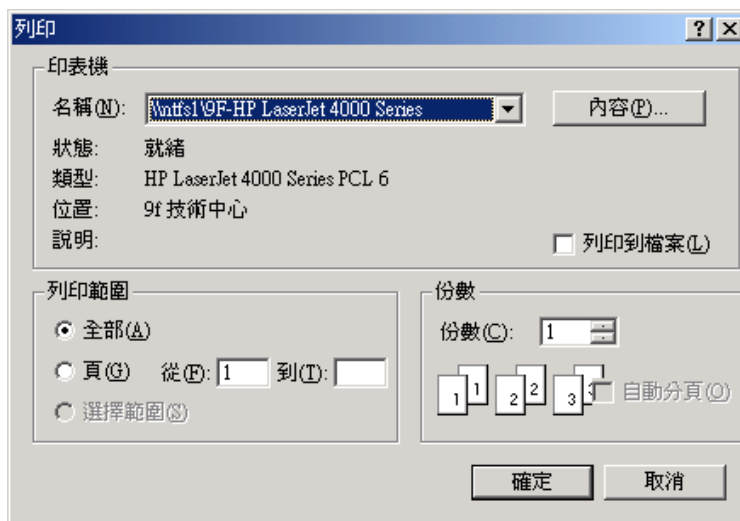 列印
印表機
名稱(N): \\ntfs1\9F-HP LaserJet 4000 Series 內容(P)...
狀態: 就緒
類型: HP LaserJet 4000 Series PCL 6
位置: 9f 技術中心
說明: 列印到檔案(L)
列印範圍
全部(A)
頁(G) 從(F): 1 到(T):
選擇範圍(S)
份數
份數(C): 1
1 1 2 2 3 3 自動分頁(O)
確定 取消